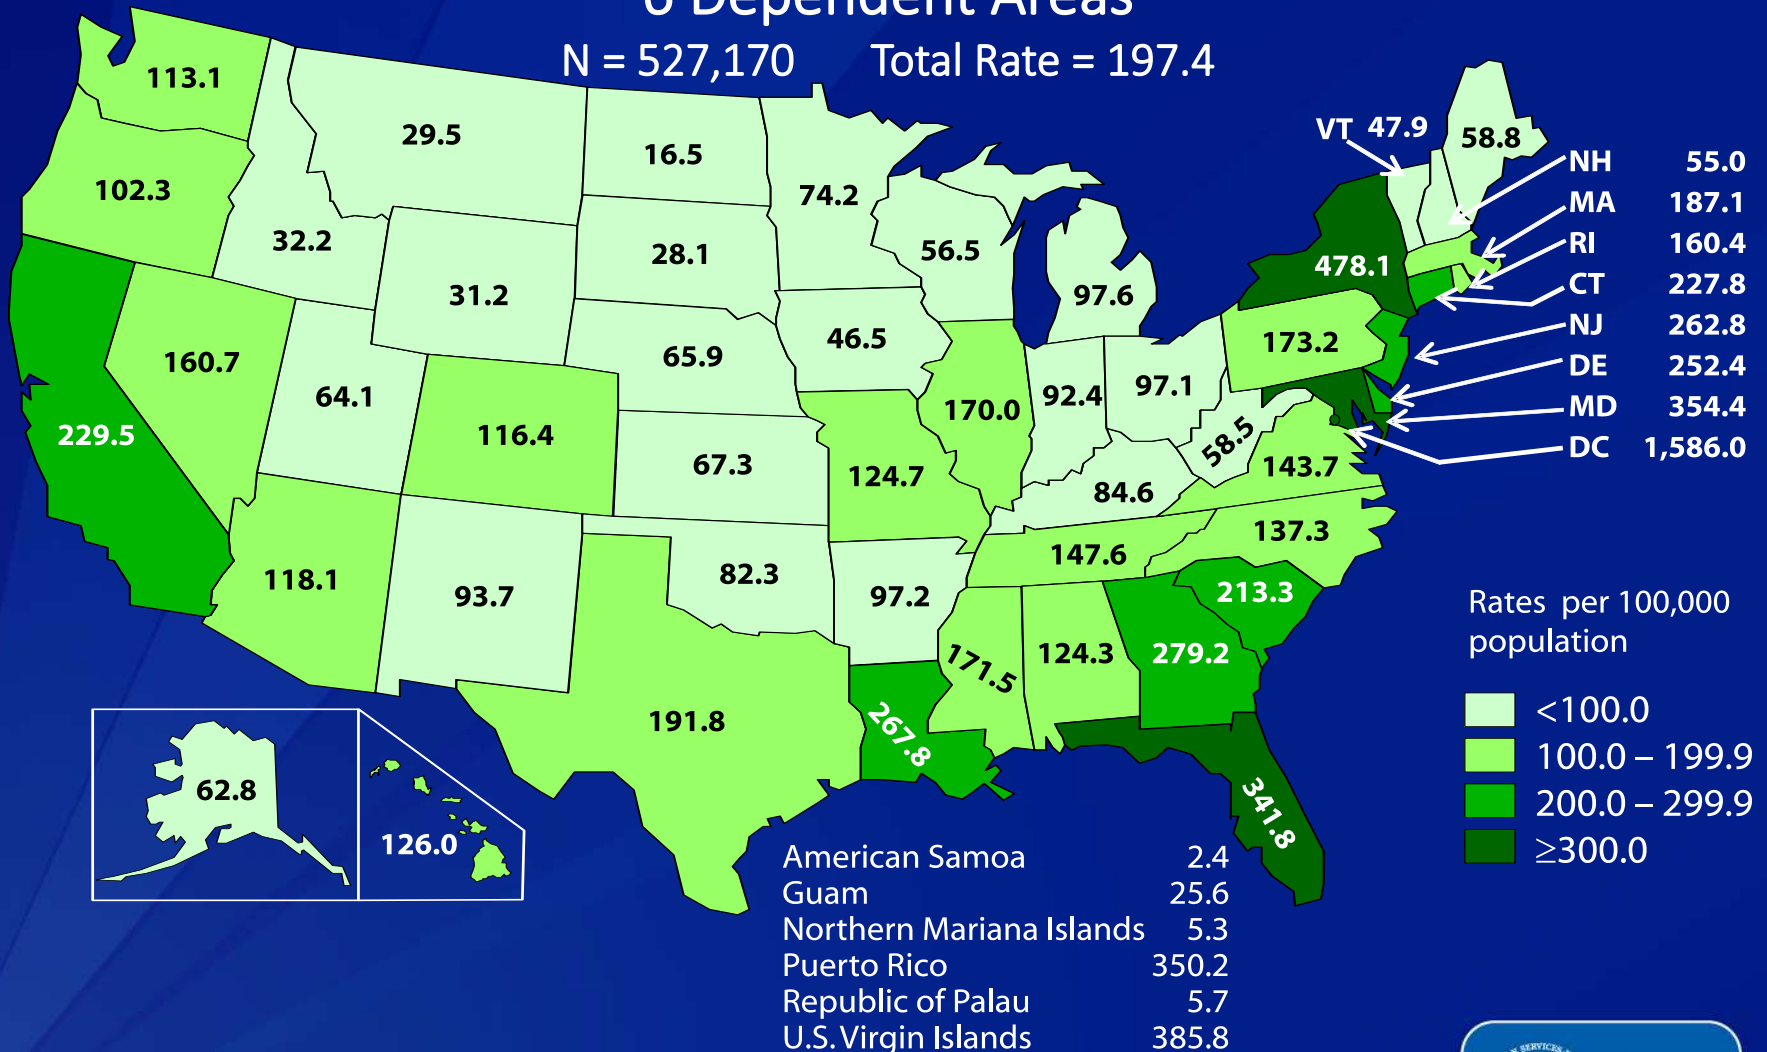 6 Dependent Areas
N = 527,170 Total Rate = 197.4
113.1
29.5
16.5
VT 47.9
58.8
NH 55.0
102.3
74.2
MA 187.1
32.2
28.1
56.5
RI 160.4
478.1
CT 227.8
31.2
97.6
NJ 262.8
160.7
65.9
46.5
173.2
DE 252.4
64.1
92.4
97.1
MD 354.4
229.5
116.4
170.0
58.5
DC 1,586.0
67.3
124.7
84.6
143.7
118.1
93.7
82.3
97.2
147.6
137.3
213.3
191.8
267.8
171.5
124.3
279.2
341.8
Rates per 100,000
population
<100.0
100.0 – 199.9
200.0 – 299.9
≥300.0
62.8
126.0
American Samoa 2.4
Guam 25.6
Northern Mariana Islands 5.3
Puerto Rico 350.2
Republic of Palau 5.7
U.S. Virgin Islands 385.8